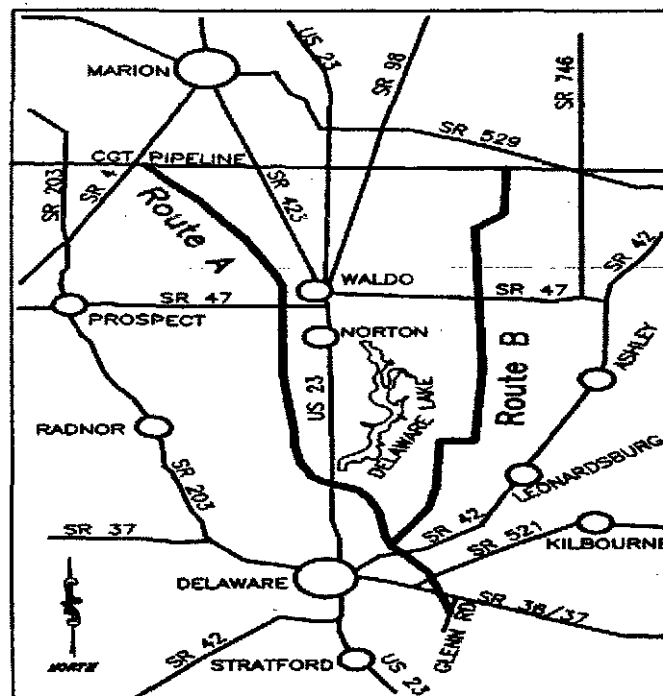 MARION
US 23
SR 98
SR 746
SR 529
CGT PIPELINE
SR 203
SR 4
SR 423
Route A
SR 42
WALDO
SR 47
SR 47
PROSPECT
NORTON
US 23
DELAWARE LAKE
Route B
ASHLEY
RADNOR
SR 203
LEONARDSBURG
SR 37
SR 42
SR 521
KILBOURNE
DELAWARE
SR 36/37
GLENN RD
NORTH
SR 42
STRATFORD
US 23